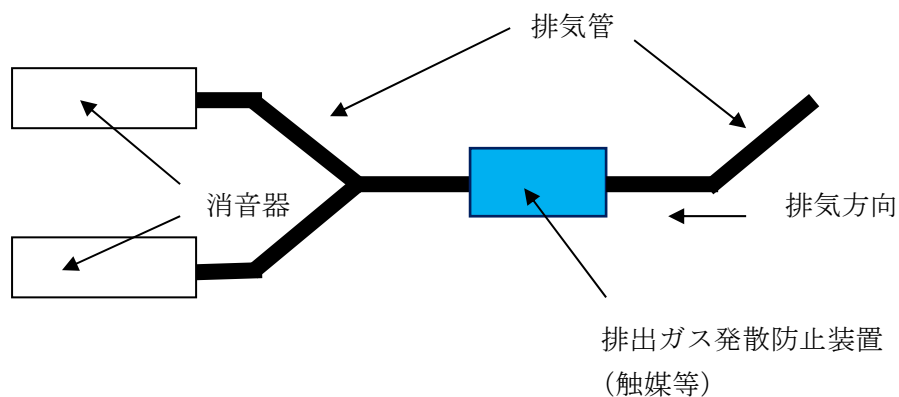 排気管
消音器
排気方向
排出ガス発散防止装置
（触媒等）